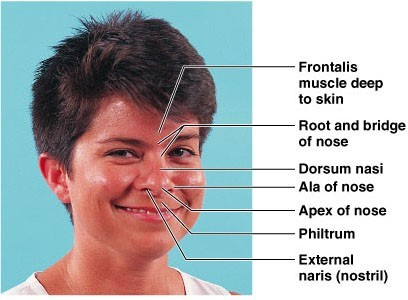 Frontalis
muscle deep
to skin
Root and bridge
of nose
Dorsum nasi
Ala of nose
Apex of nose
Philtrum
External
naris (nostril)